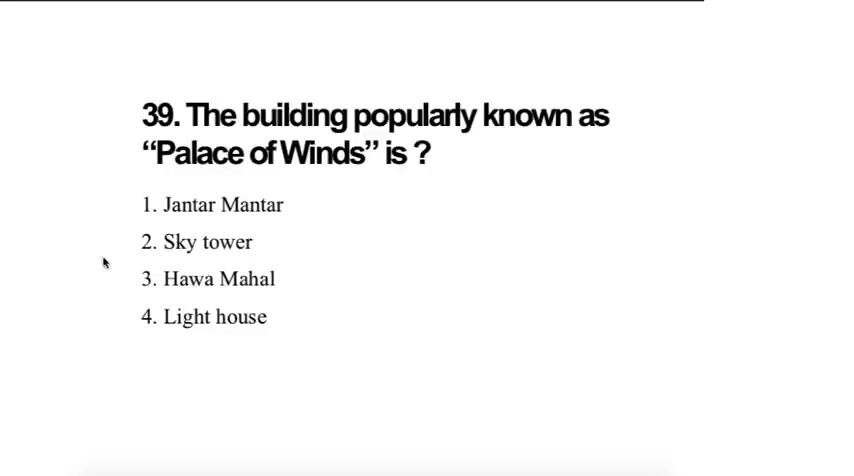 39. The building popularly known as
“Palace of Winds” is ?
1. Jantar Mantar
2. Sky tower
3. Hawa Mahal
4. Light house